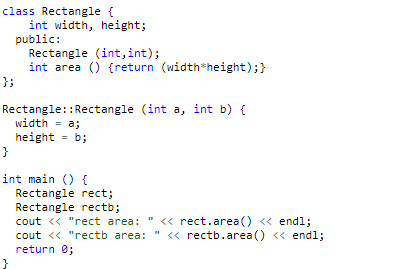 class Rectangle {
    int width, height;
  public:
    Rectangle (int,int);
    int area () {return (width*height);}
};

Rectangle::Rectangle (int a, int b) {
  width = a;
  height = b;
}

int main () {
  Rectangle rect;
  Rectangle rectb;
  cout << "rect area: " << rect.area() << endl;
  cout << "rectb area: " << rectb.area() << endl;
  return 0;
}